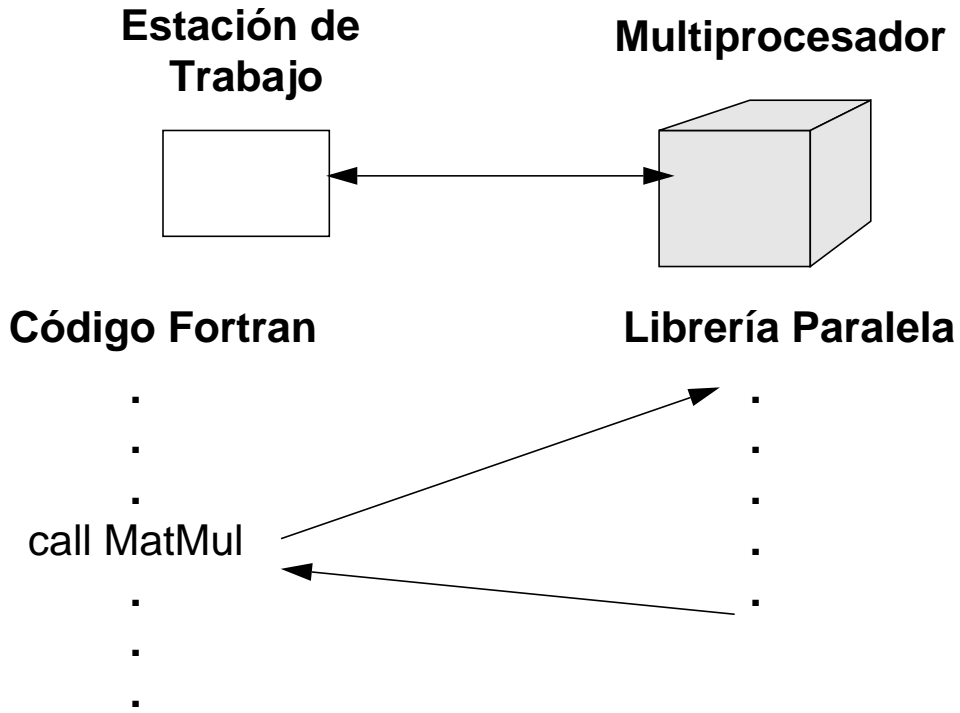 Estación de
Trabajo
Multiprocesador
Código Fortran
Librería Paralela
.
.
.
call MatMul
.
.
.
.
.
.
.
.